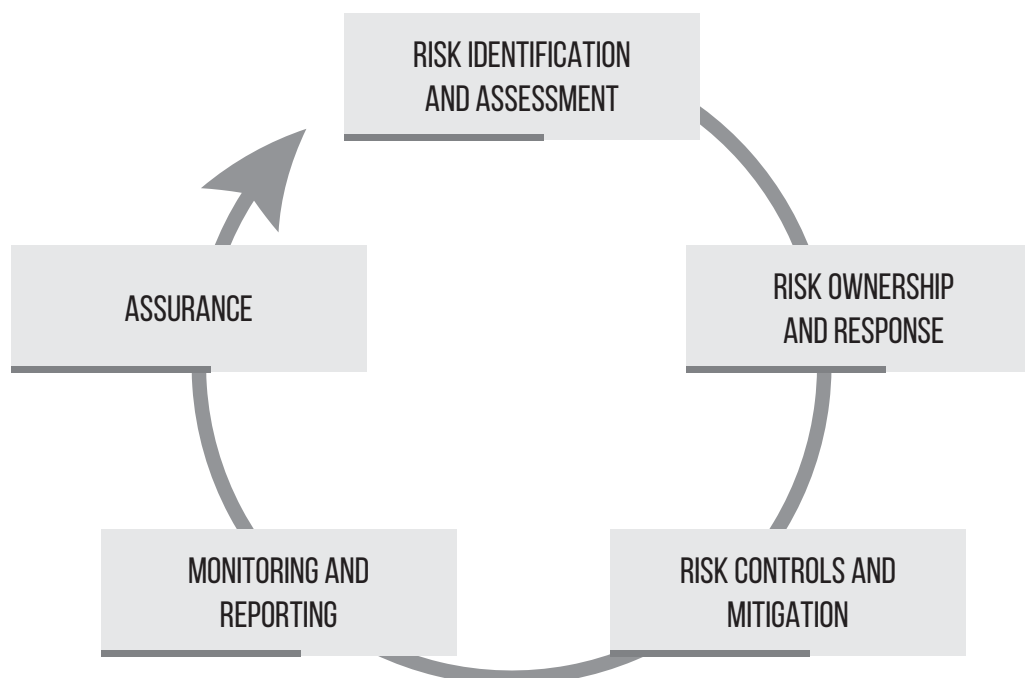 RISK IDENTIFICATION
AND ASSESSMENT
RISK OWNERSHIP
AND RESPONSE
RISK CONTROLS AND
MITIGATION
MONITORING AND
REPORTING
ASSURANCE